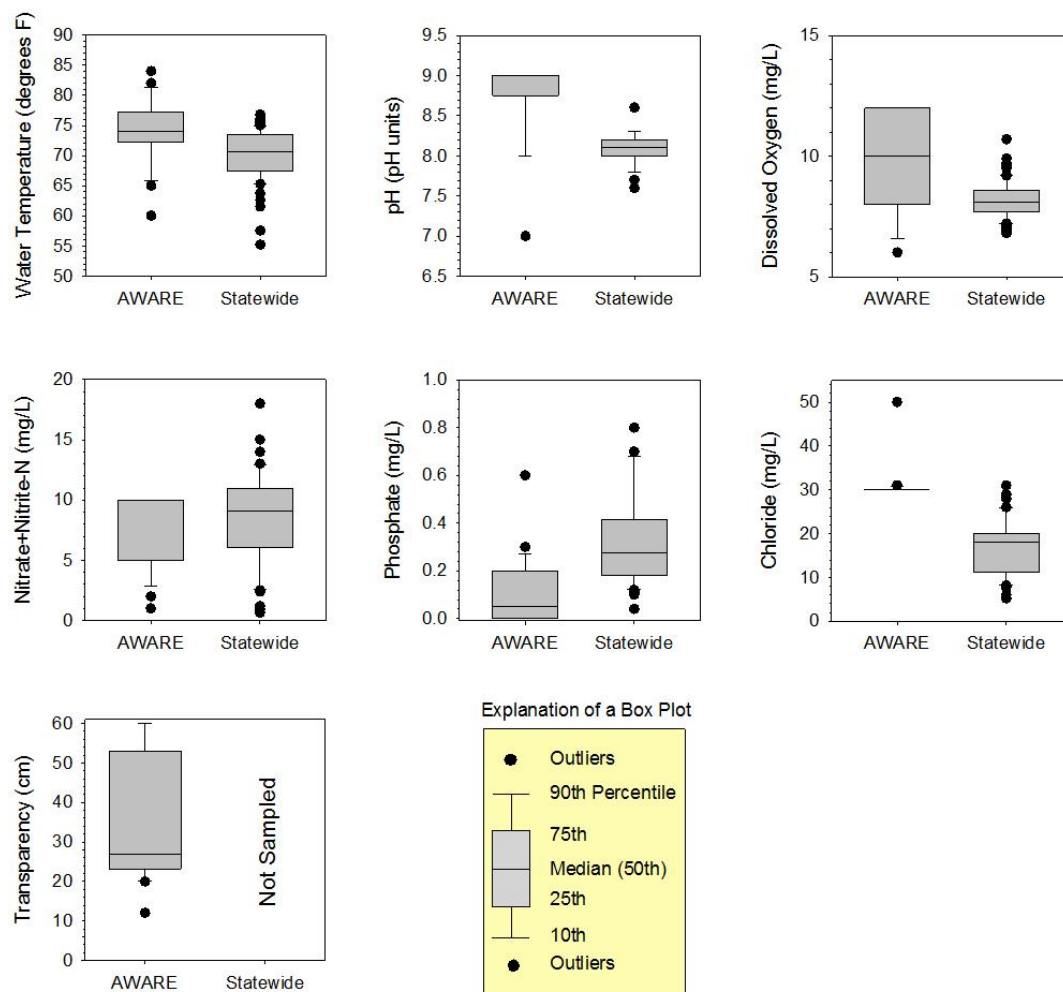 Water Temperature (degrees F)
90
85
80
75
70
65
60
55
50
AWARE Statewide
pH (pH units)
9.5
9.0
8.5
8.0
7.5
7.0
6.5
AWARE Statewide
Dissolved Oxygen (mg/L)
15
10
5
AWARE Statewide
Nitrate+Nitrite-N (mg/L)
20
15
10
5
0
AWARE Statewide
Phosphate (mg/L)
1.0
0.8
0.6
0.4
0.2
0.0
AWARE Statewide
Chloride (mg/L)
50
40
30
20
10
0
AWARE Statewide
Transparency (cm)
60
50
40
30
20
10
0
Not Sampled
AWARE Statewide
Explanation of a Box Plot
Outliers
90th Percentile
75th
Median (50th)
25th
10th
Outliers